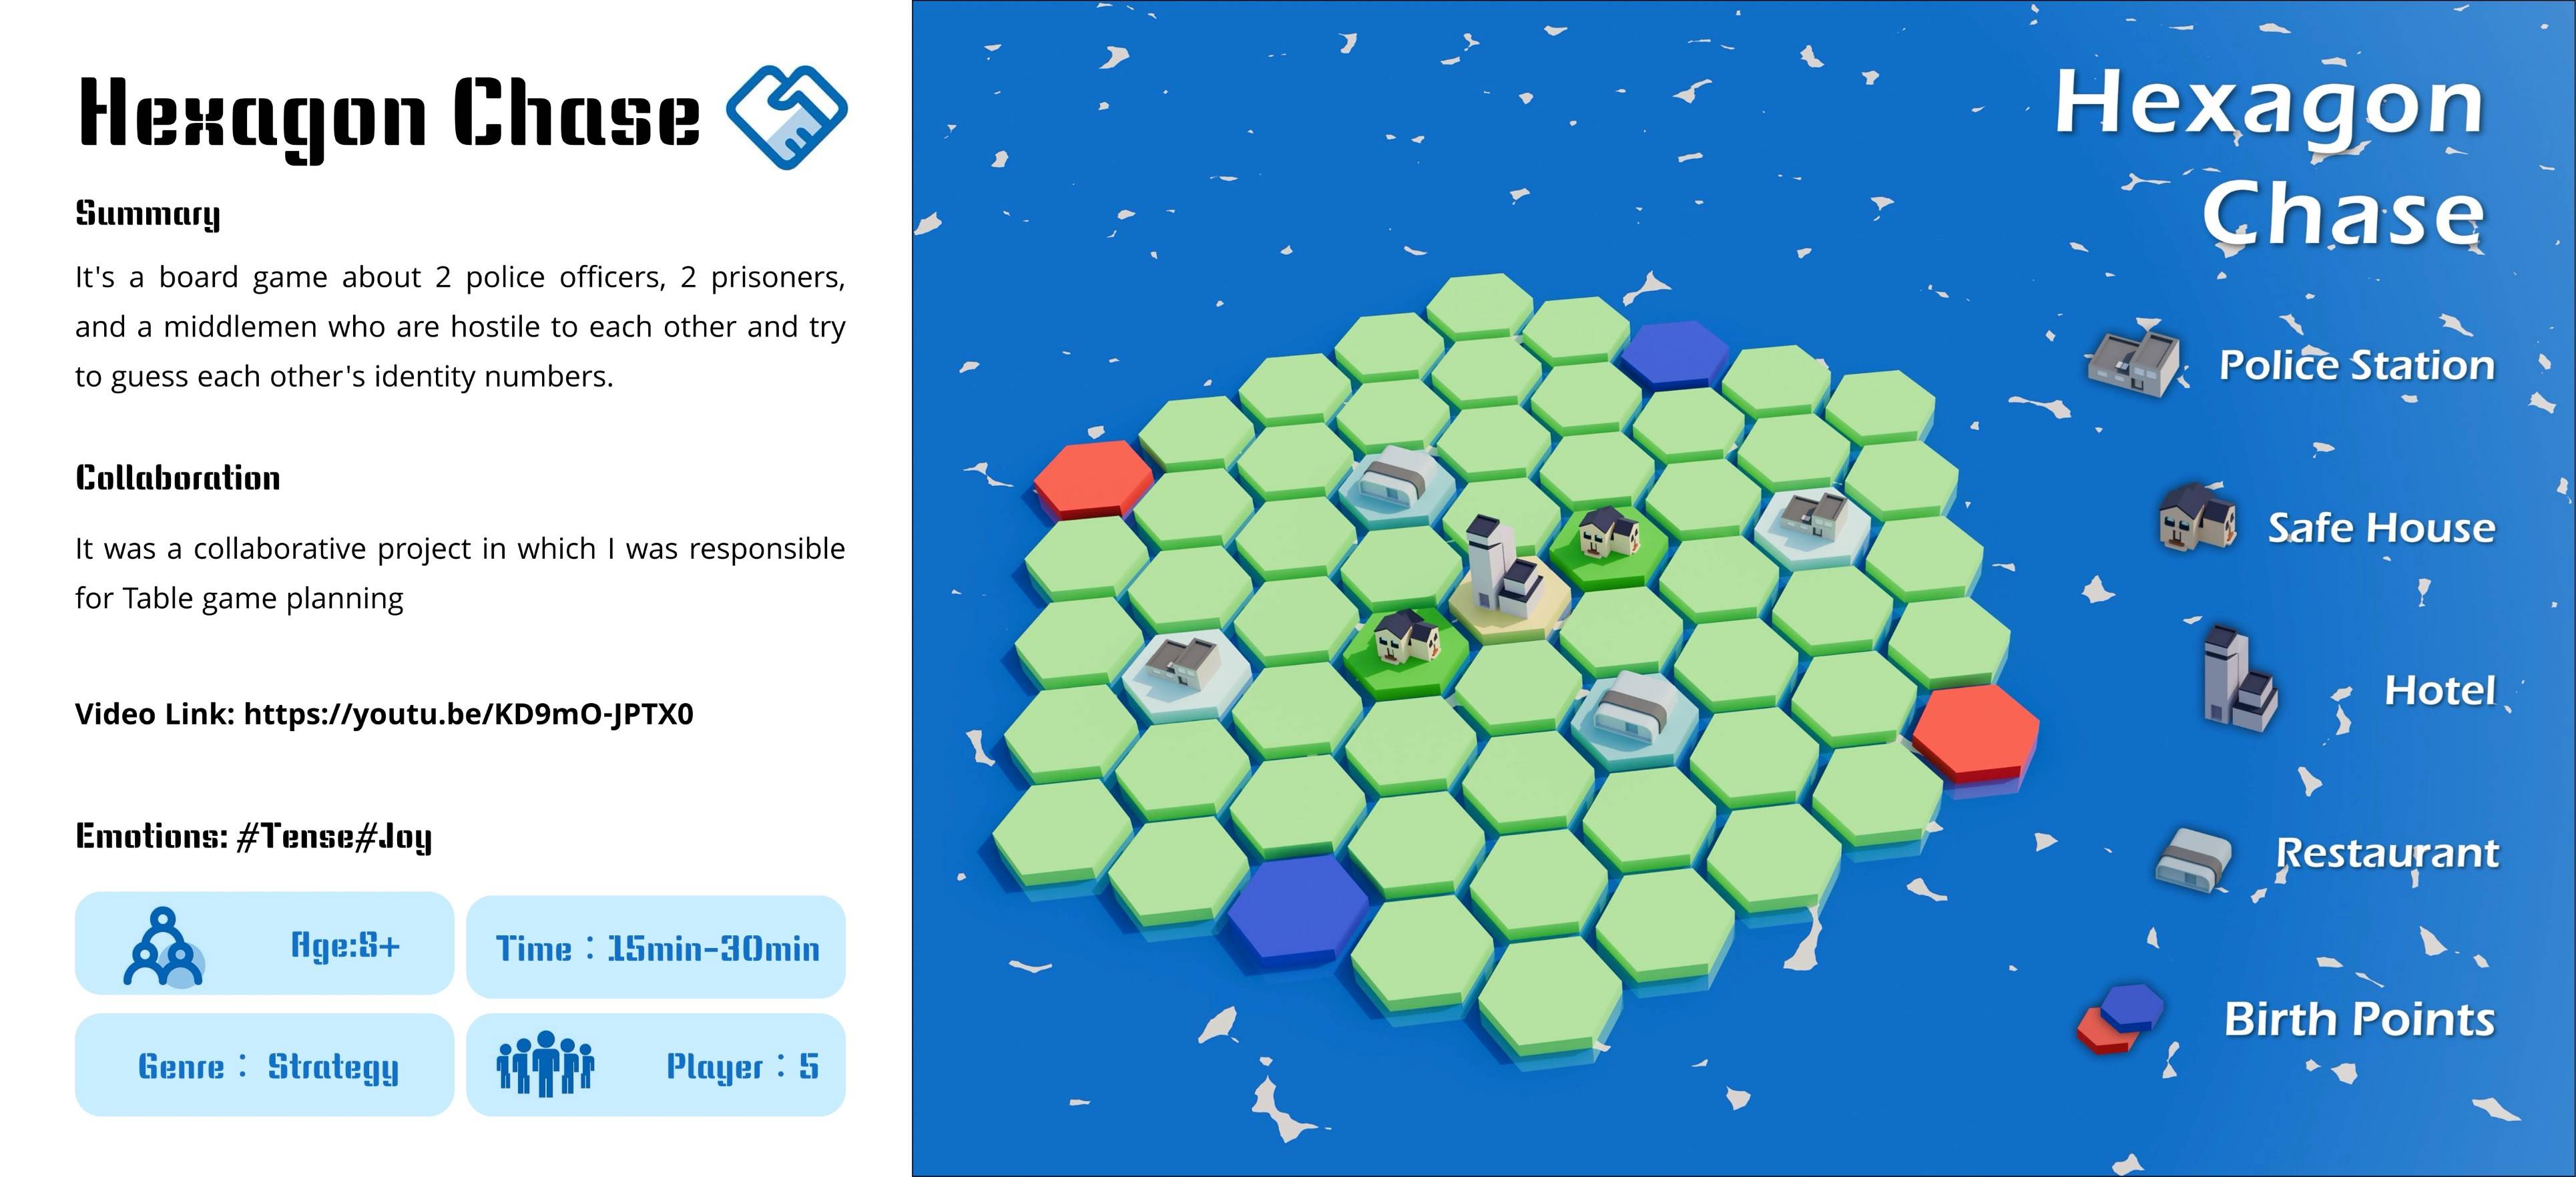 Hexagon Chase
Summary
It's a board game about 2 police officers, 2 prisoners,
and a middlemen who are hostile to each other and try
to guess each other's identity numbers.
Collaboration
It was a collaborative project in which I was responsible
for Table game planning
Video Link: https://youtu.be/KD9mO-JPTX0
Emotions: #Tense#Joy
Age:8+
Time：15min-30min
Genre： Strategy
Player：5
Hexagon
Chase
Police Station
Safe House
Hotel
Restaurant
Birth Points